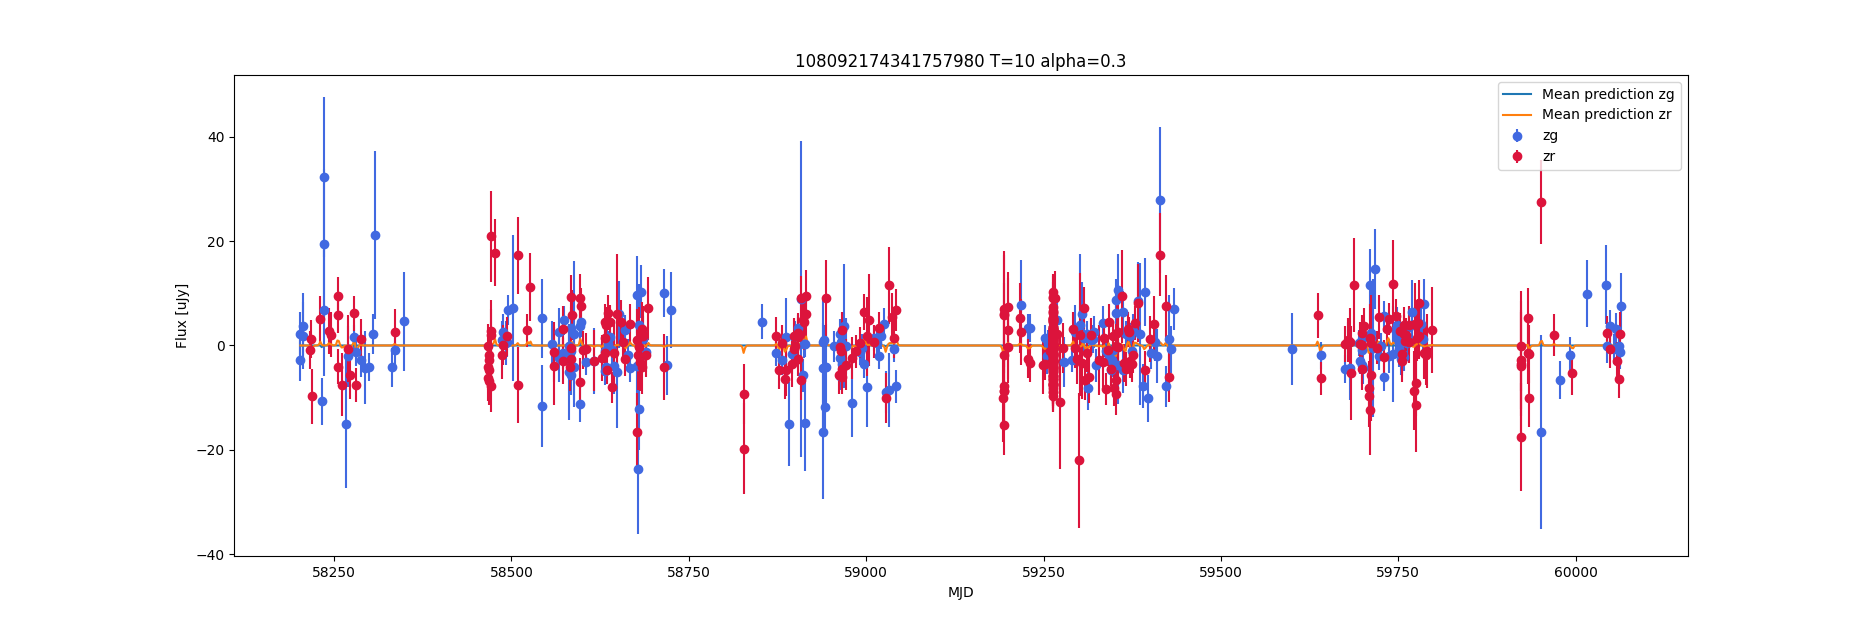 108092174341757980 T=10 alpha=0.3
Mean prediction zg
Mean prediction zr
zg
zr
Flux [uJy]
40
20
0
−20
−40
58250 58500 58750 59000 59250 59500 59750 60000
MJD